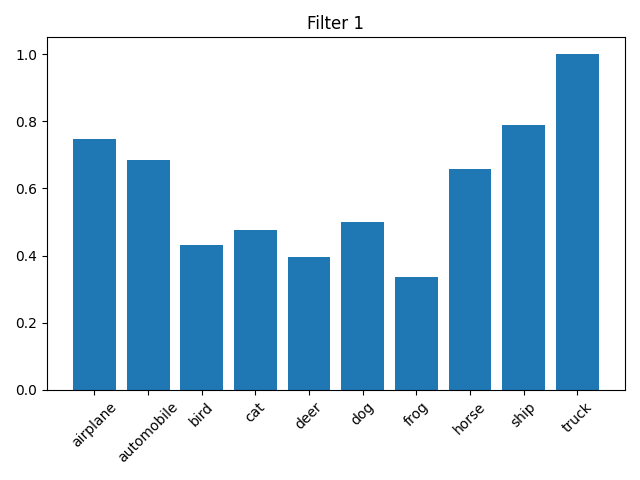 Filter 1
1.0
0.8
0.6
0.4
0.2
0.0
airplane
automobile
bird
cat
deer
dog
frog
horse
ship
truck